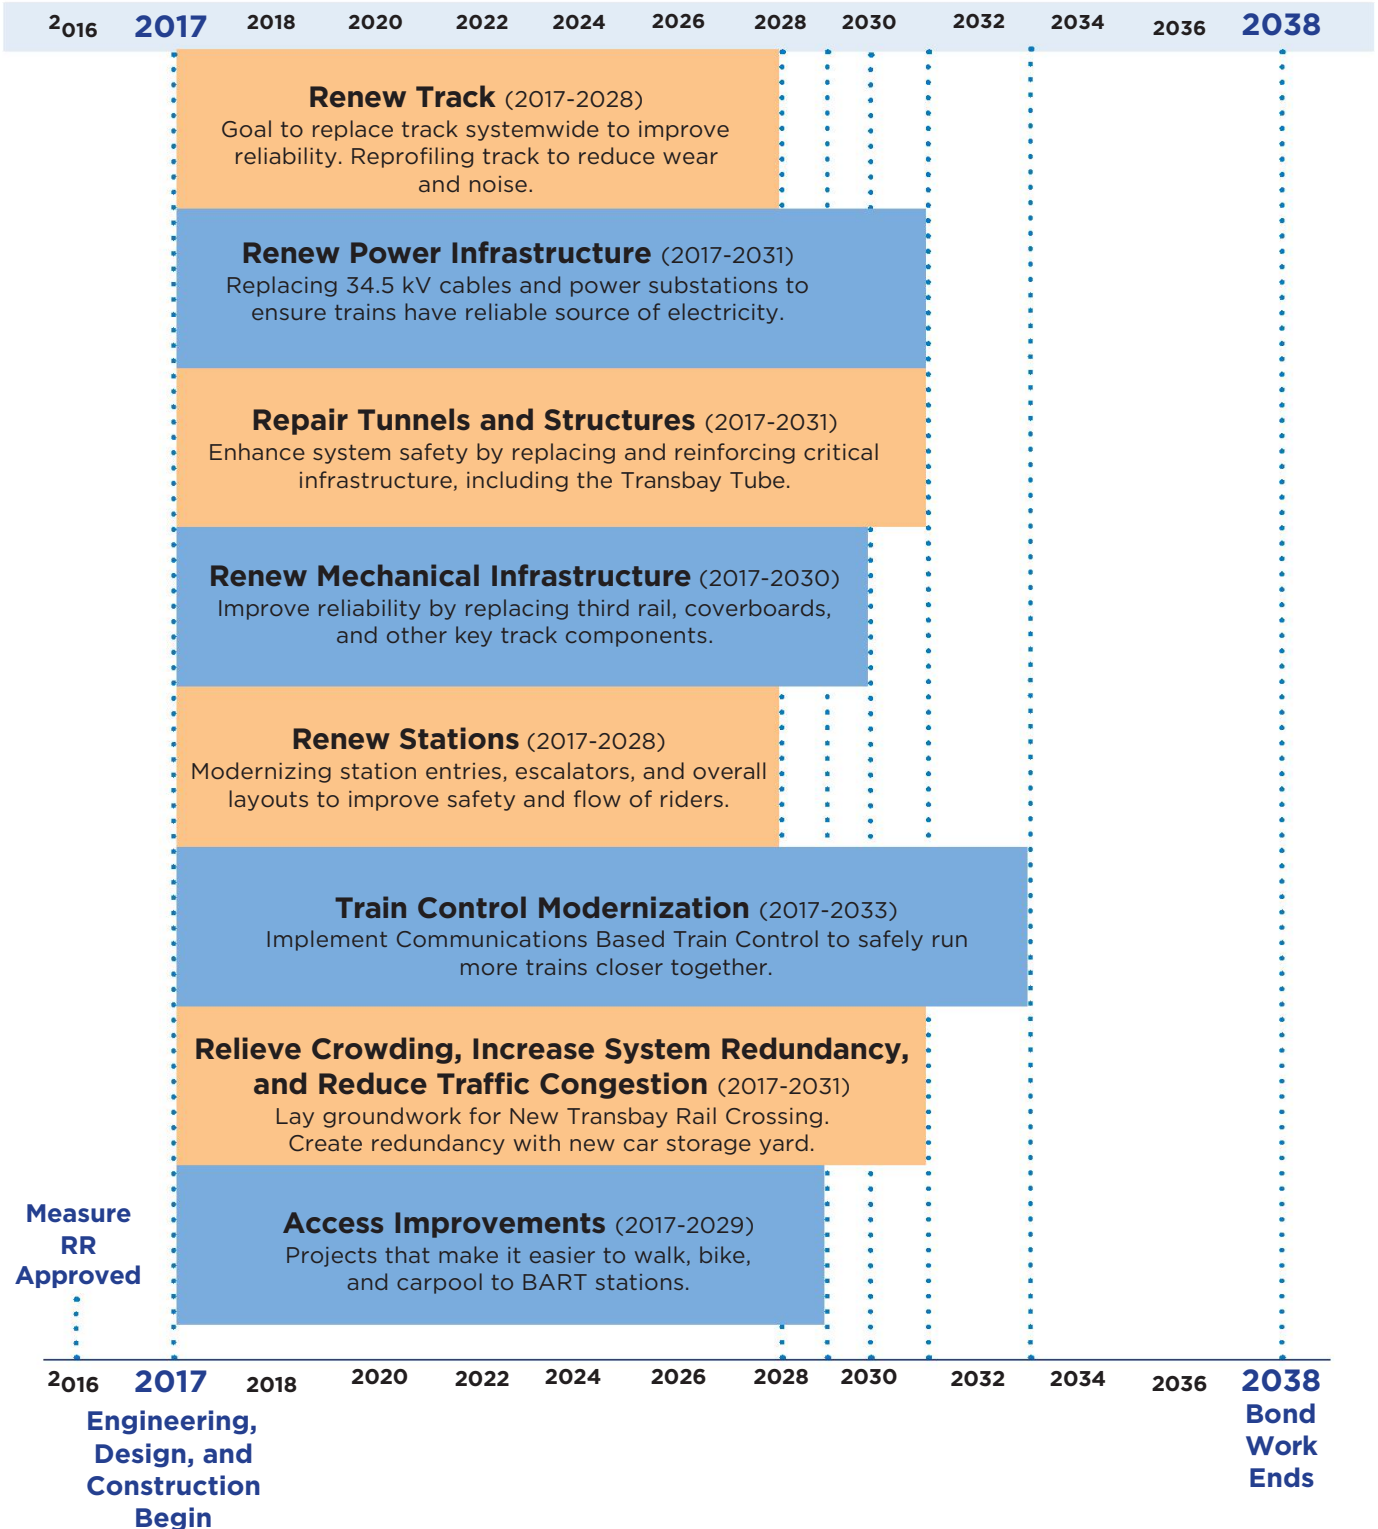 2016 2017 2018 2020 2022 2024 2026 2028 2030 2032 2034 2036 2038
Renew Track (2017-2028)
Goal to replace track systemwide to improve
reliability. Reprofiling track to reduce wear
and noise.
Renew Power Infrastructure (2017-2031)
Replacing 34.5 kV cables and power substations to
ensure trains have reliable source of electricity.
Repair Tunnels and Structures (2017-2031)
Enhance system safety by replacing and reinforcing critical
infrastructure, including the Transbay Tube.
Renew Mechanical Infrastructure (2017-2030)
Improve reliability by replacing third rail, coverboards,
and other key track components.
Renew Stations (2017-2028)
Modernizing station entries, escalators, and overall
layouts to improve safety and flow of riders.
Train Control Modernization (2017-2033)
Implement Communications Based Train Control to safely run
more trains closer together.
Relieve Crowding, Increase System Redundancy,
and Reduce Traffic Congestion (2017-2031)
Lay groundwork for New Transbay Rail Crossing.
Create redundancy with new car storage yard.
Access Improvements (2017-2029)
Projects that make it easier to walk, bike,
and carpool to BART stations.
Measure
RR
Approved
2016 2017 2018 2020 2022 2024 2026 2028 2030 2032 2034 2036 2038
Engineering,
Design, and
Construction
Begin
Bond
Work
Ends